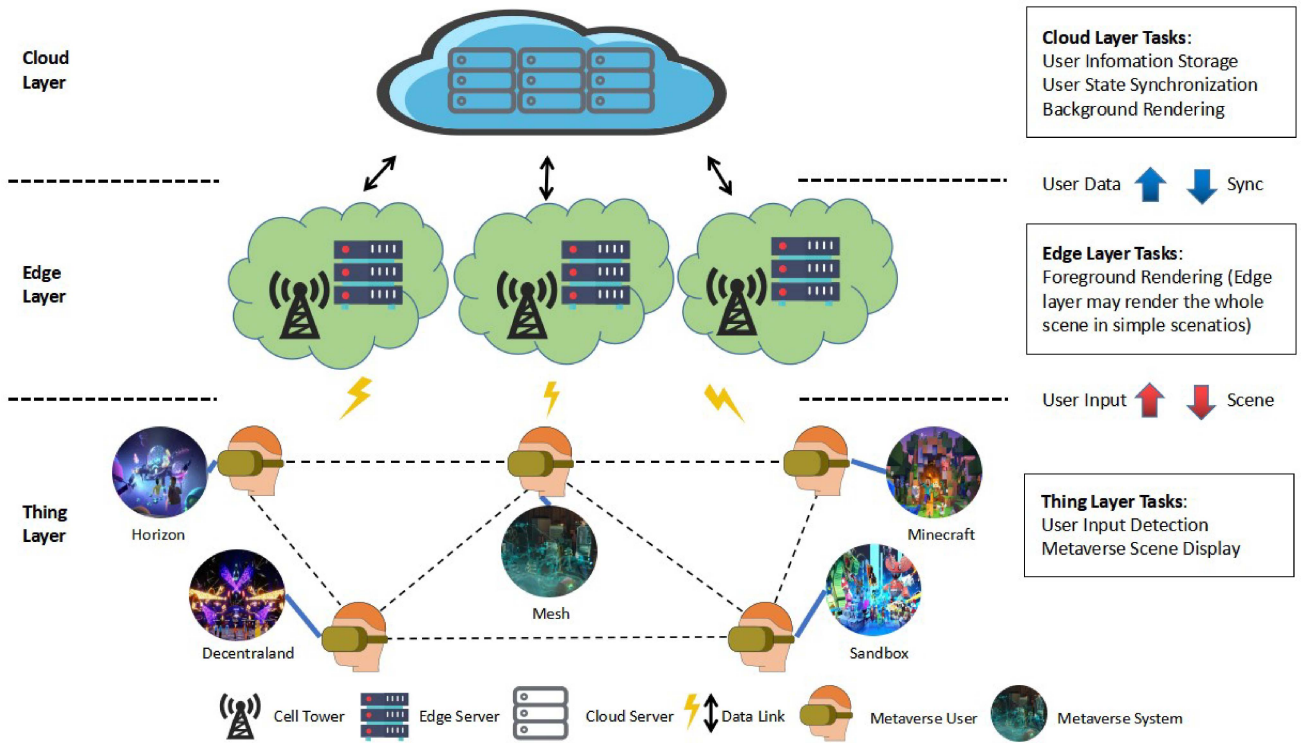 Cloud
Layer
Cloud Layer Tasks:
User Infomation Storage
User State Synchronization
Background Rendering
User Data
Sync
Edge
Layer
Edge Layer Tasks:
Foreground Rendering (Edge
layer may render the whole
scene in simple scenatios)
User Input
Scene
Thing
Layer
Horizon
Mesh
Minecraft
Decentraland
Sandbox
Thing Layer Tasks:
User Input Detection
Metaverse Scene Display
Cell Tower
Edge Server
Cloud Server
Data Link
Metaverse User
Metaverse System